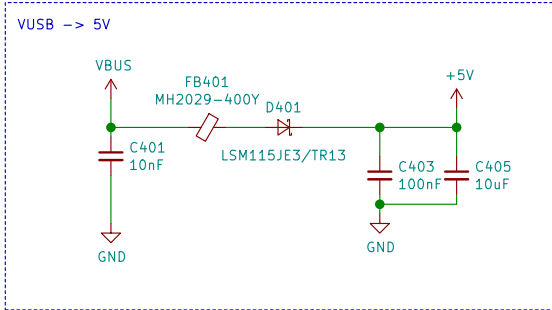 VUSB -> 5V
VBUS
+5V
FB401
MH2029-400Y
D401
LSM115JE3/TR13
C401
10nF
C403
100nF
C405
10uF
GND
GND